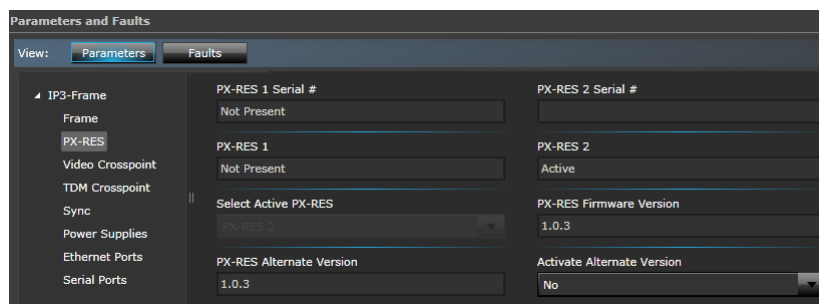 Parameters and Faults
View: Parameters Faults
IP3-Frame
Frame
PX-RES
Video Crosspoint
TDM Crosspoint
Sync
Power Supplies
Ethernet Ports
Serial Ports
PX-RES 1 Serial # PX-RES 2 Serial #
Not Present
PX-RES 1 PX-RES 2
Not Present Active
Select Active PX-RES PX-RES Firmware Version
PX-RES 2 1.0.3
PX-RES Alternate Version Activate Alternate Version
1.0.3 No